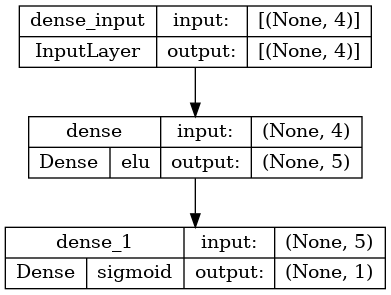 dense_input input: [(None, 4)]
InputLayer output: [(None, 4)]
dense input: (None, 4)
Dense elu output: (None, 5)
dense_1 input: (None, 5)
Dense sigmoid output: (None, 1)